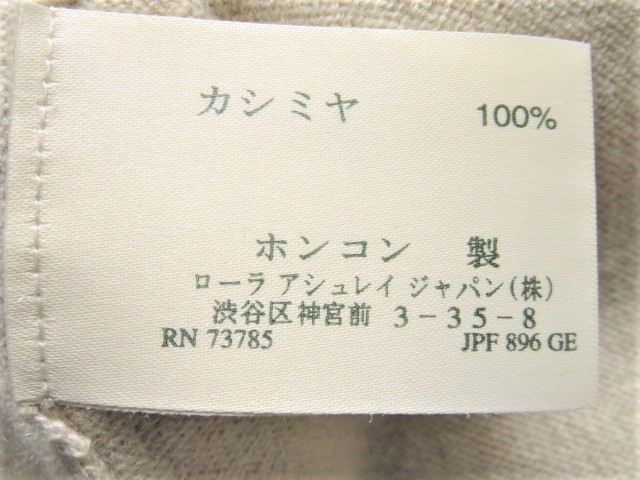 カシミヤ 100%
ホンコン 製
ローラ アシュレイ ジャパン(株)
渋谷区神宮前 3-35-8
RN 73785 JPF 896 GE